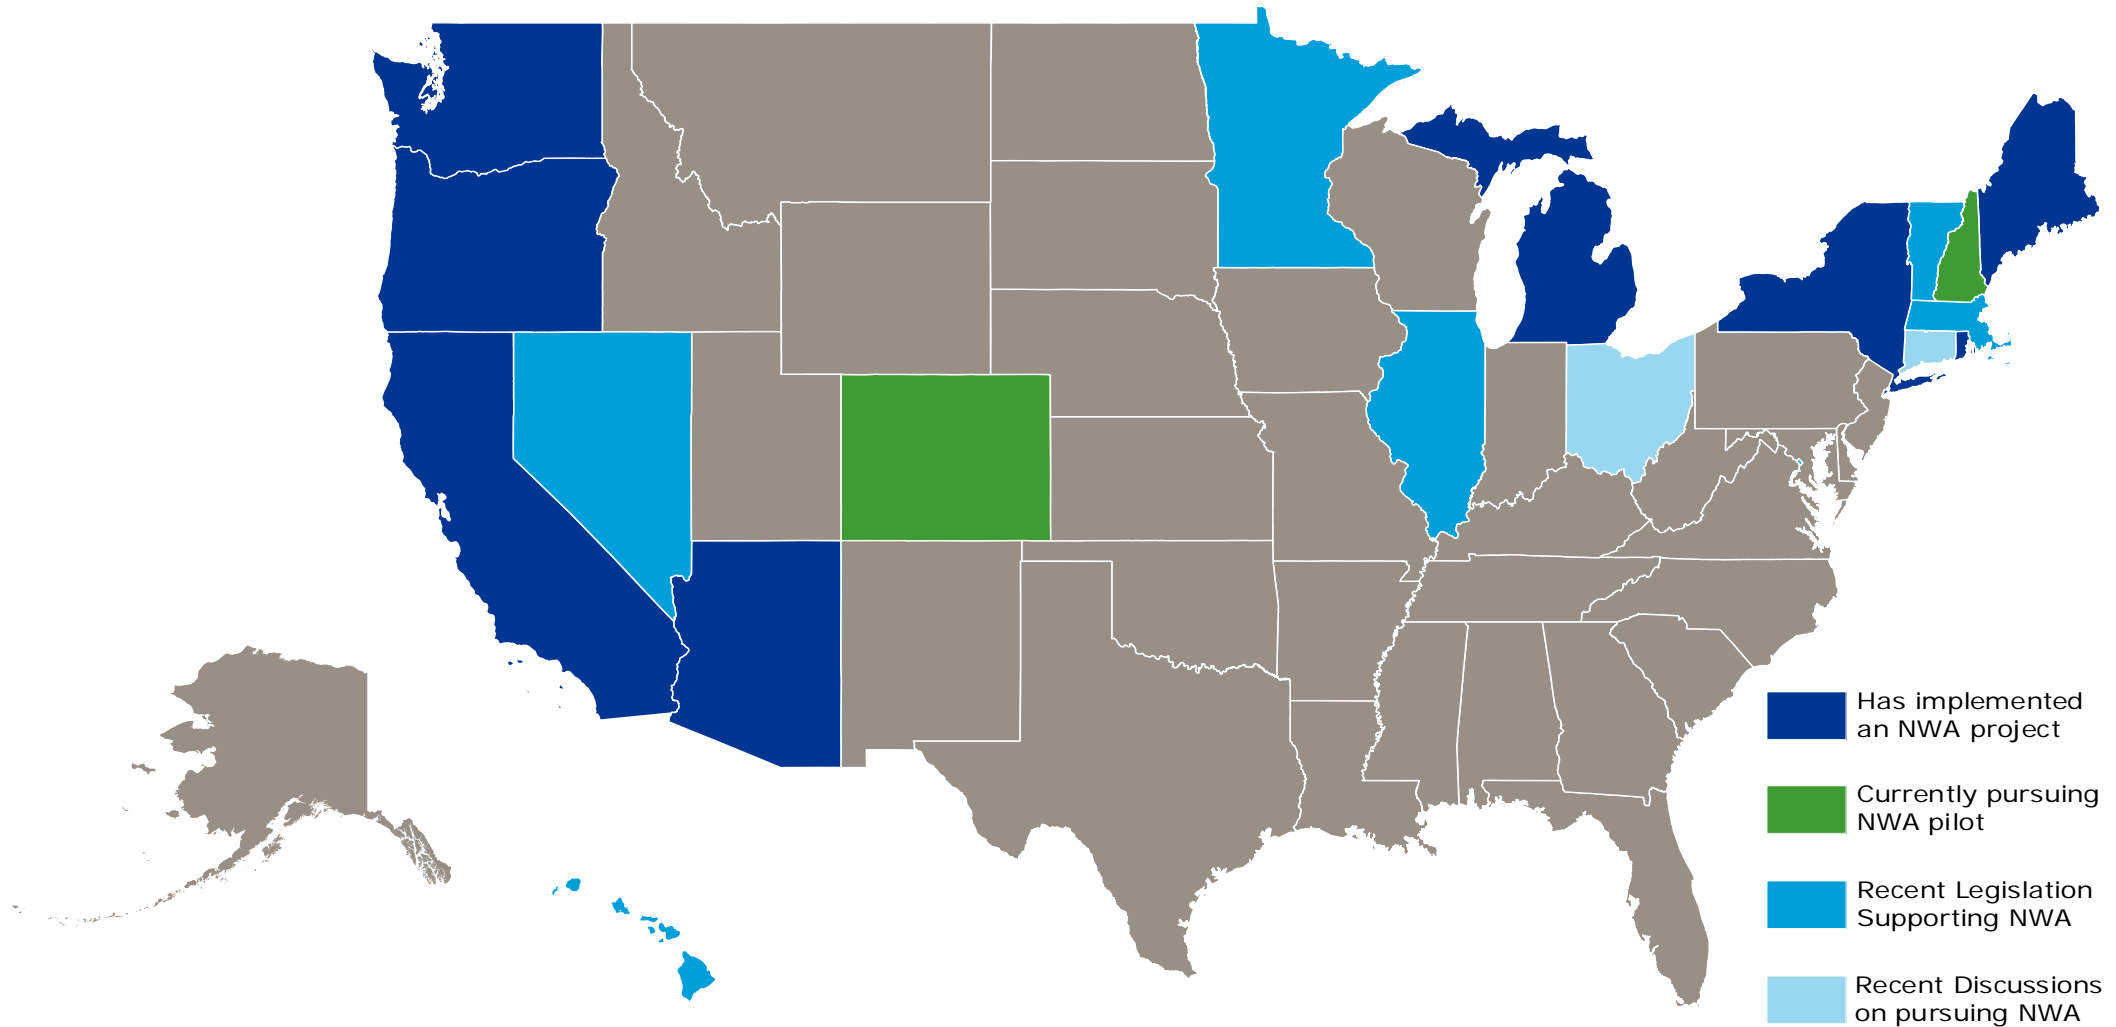 Has implemented
an NWA project
Currently pursuing
NWA pilot
Recent Legislation
Supporting NWA
Recent Discussions
on pursuing NWA